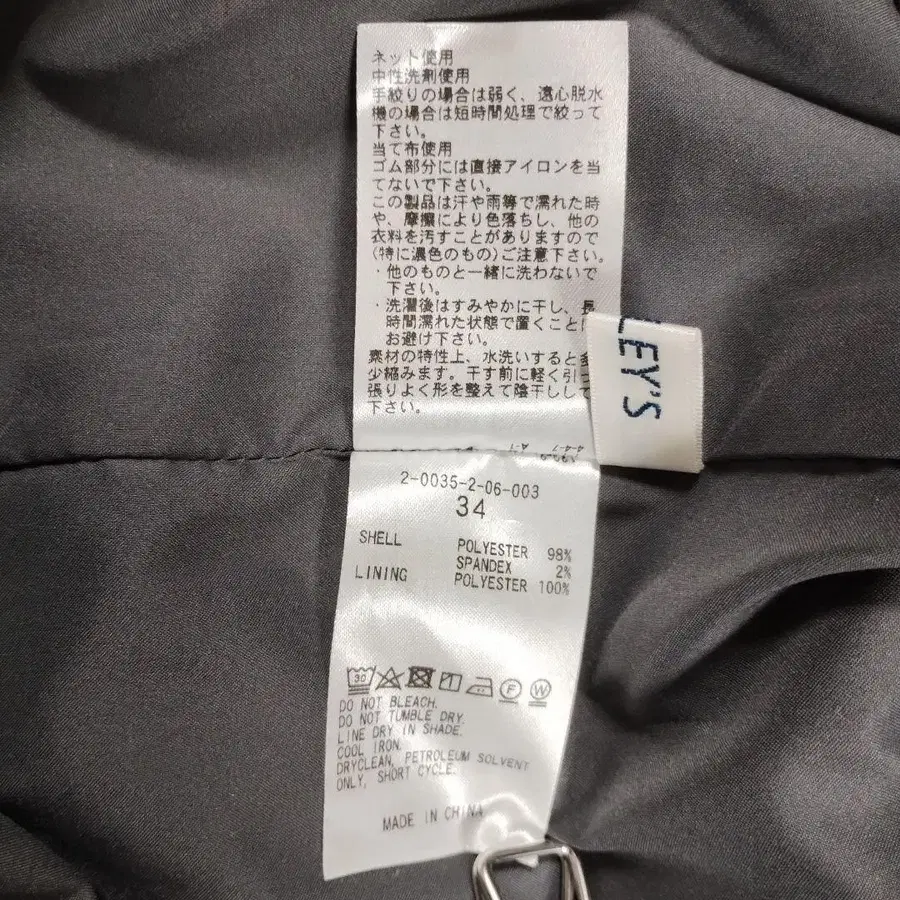 ネット使用
中性洗剤使用
手絞りの場合は弱く、遠心脱水
機の場合は短時間処理で絞って
下さい。
当て布使用
ゴム部分には直接アイロンを当
てないで下さい。
この製品は汗や雨等で濡れた時
や、摩擦により色落ちし、他の
衣料を汚すことがありますので
(特に濃色のもの)ご注意下さい。
・他のものと一緒に洗わないで
下さい。
・洗濯後はすみやかに干し、長
時間濡れた状態で置くことは
お避け下さい。
素材の特性上、水洗いすると多
少縮みます。干す前に軽く引っ
張りよく形を整えて陰干しして
下さい。
LEY'S
2-0035-2-06-003
34
SHELL POLYESTER 98%
SPANDEX 2%
LINING POLYESTER 100%
30 F W
DO NOT BLEACH.
DO NOT TUMBLE DRY.
LINE DRY IN SHADE.
COOL IRON.
DRYCLEAN, PETROLEUM SOLVENT
ONLY, SHORT CYCLE.
MADE IN CHINA